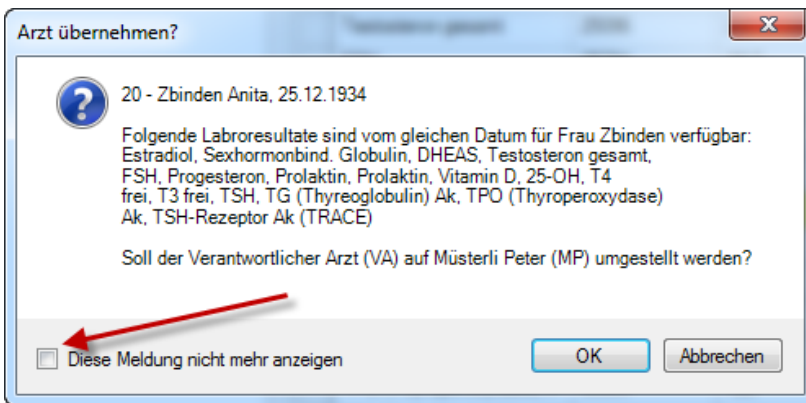 Arzt übernehmen?
20 - Zbinden Anita, 25.12.1934
Folgende Labroresultate sind vom gleichen Datum für Frau Zbinden verfügbar:
Estradiol, Sexhormonbind. Globulin, DHEAS, Testosteron gesamt,
FSH, Progesteron, Prolaktin, Prolaktin, Vitamin D, 25-OH, T4
frei, T3 frei, TSH, TG (Thyreoglobulin) Ak, TPO (Thyroperoxydase)
Ak, TSH-Rezeptor Ak (TRACE)
Soll der Verantwortlicher Arzt (VA) auf Müsterli Peter (MP) umgestellt werden?
Diese Meldung nicht mehr anzeigen
OK
Abbrechen